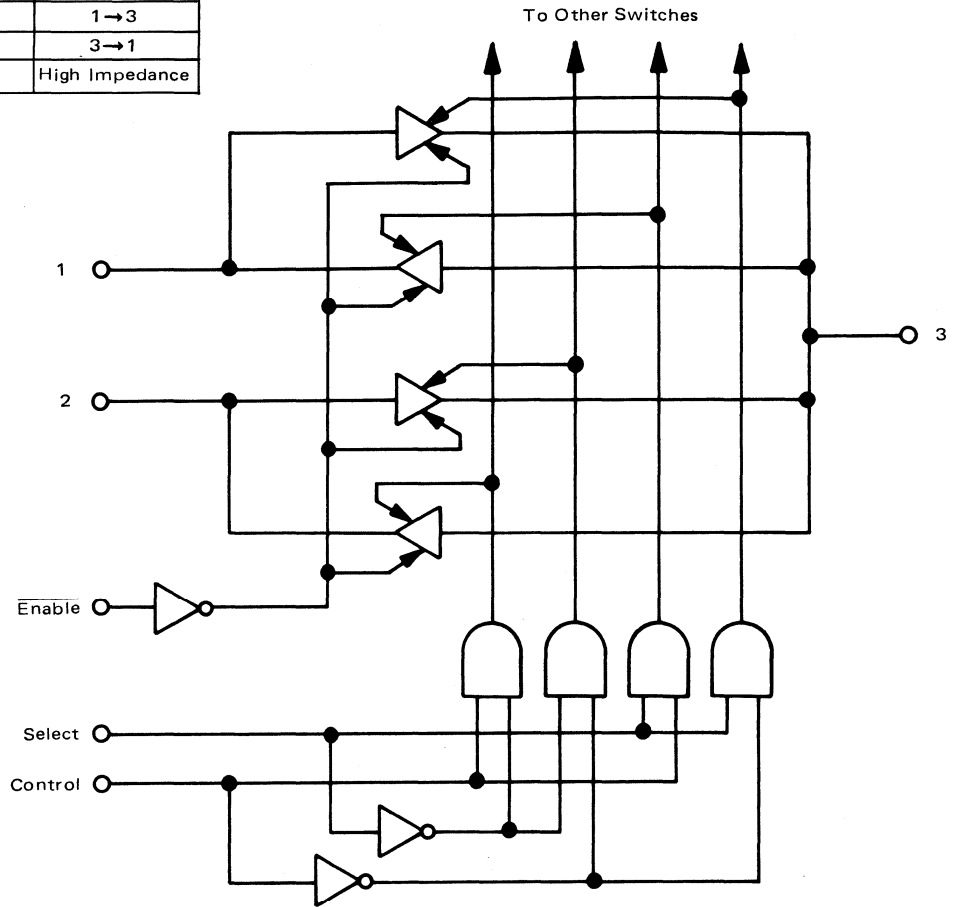 1→3
3→1
High Impedance
To Other Switches
1
3
2
Enable
Select
Control